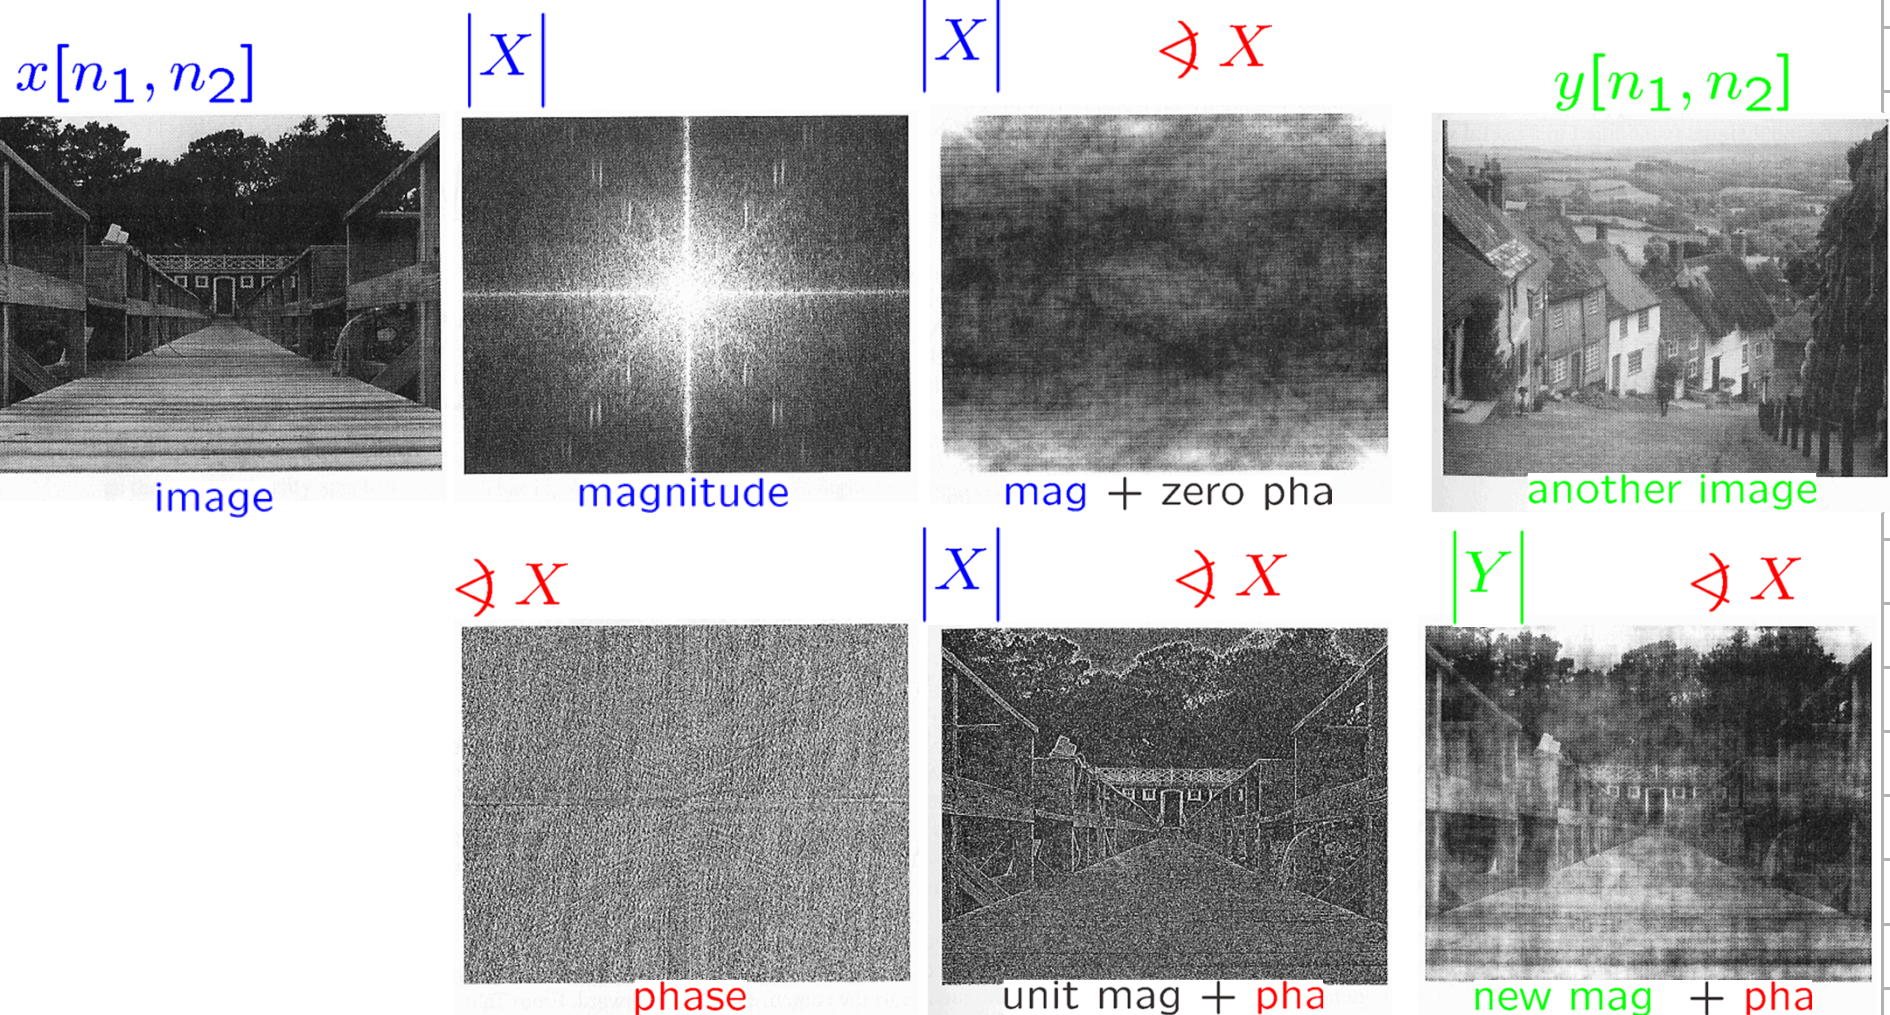 x[n₁, n₂]
|X|
|X| ∢ X
y[n₁, n₂]
image
magnitude
mag + zero pha
another image
∢ X
|X| ∢ X
|Y| ∢ X
phase
unit mag + pha
new mag + pha